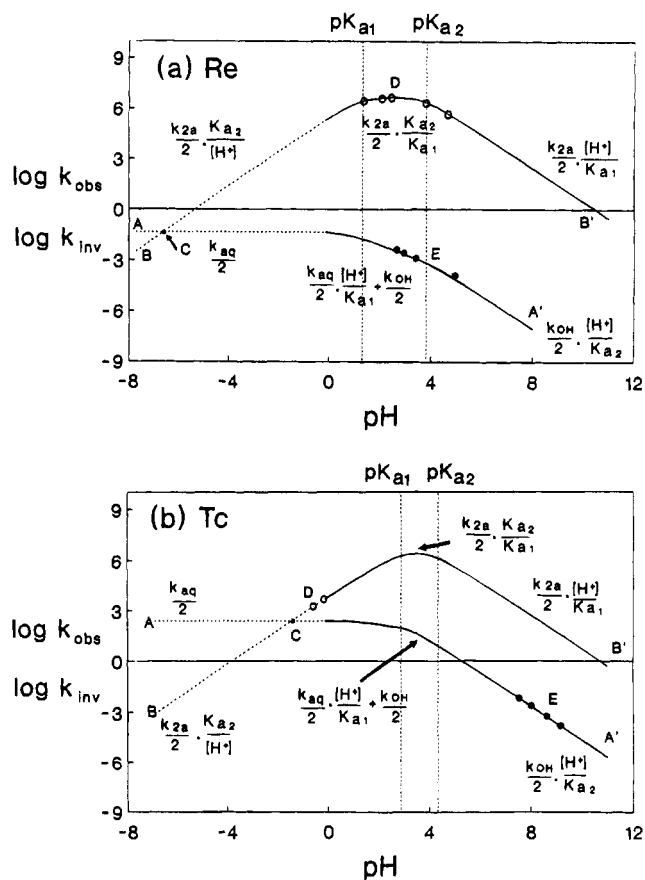 pKa1 pKa2
(a) Re
9
6
3
0
-3
-6
-9
log kobs
log kinv
D
k2a/2 · Ka2/[H+]
k2a/2 · Ka2/Ka1
k2a/2 · [H+]/Ka1
A
B
C
kaq/2
B'
E
kaq/2 · [H+]/Ka1 + kOH/2
A'
kOH/2 · [H+]/Ka2
-8 -4 0 4 8 12
pH
pKa1 pKa2
(b) Tc
9
6
3
0
-3
-6
-9
log kobs
log kinv
k2a/2 · Ka2/Ka1
kaq/2
D
k2a/2 · [H+]/Ka1
A
C
B'
B
k2a/2 · Ka2/[H+]
kaq/2 · [H+]/Ka1 + kOH/2
E
A'
kOH/2 · [H+]/Ka2
-8 -4 0 4 8 12
pH